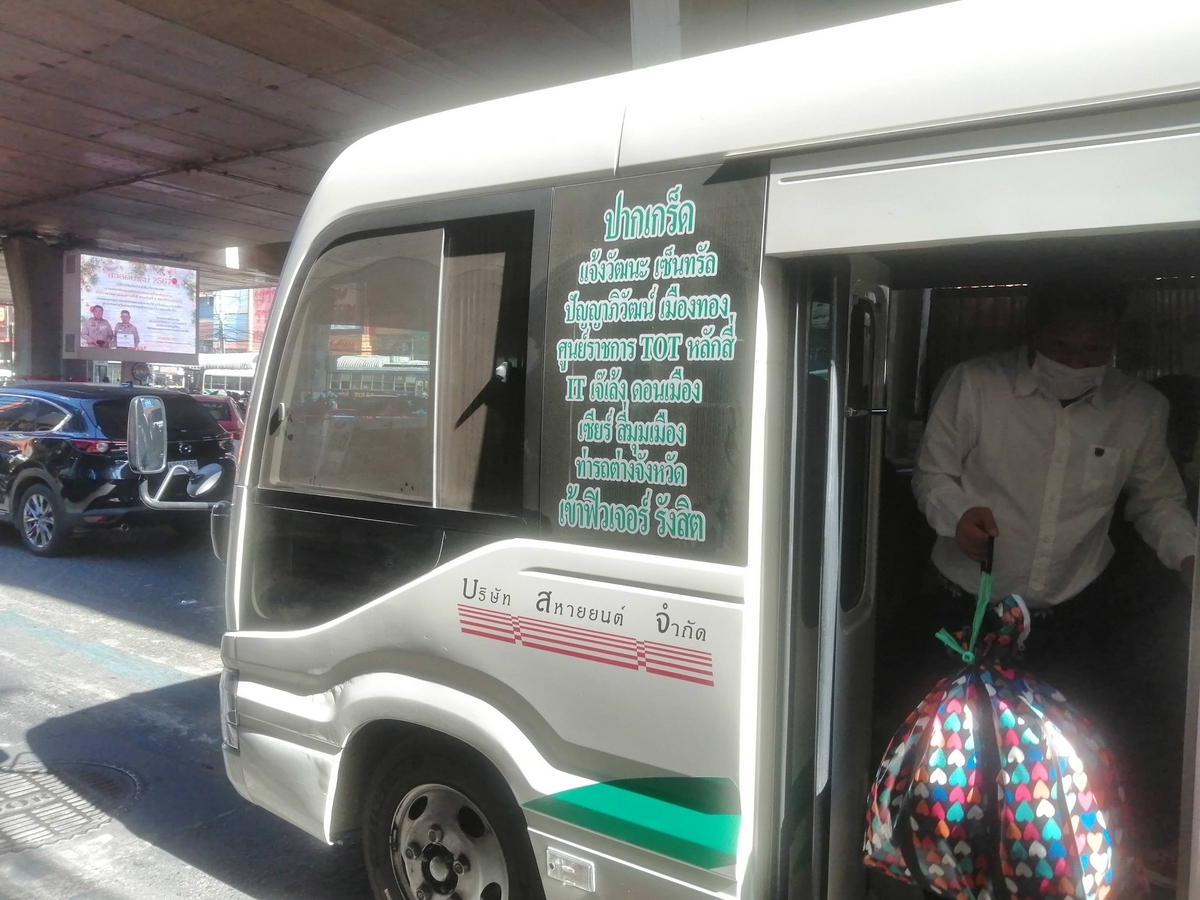 ปากเกร็ด
แจ้งวัฒนะ เซ็นทรัล
ปัญญาภิวัฒน์ เมืองทอง
ศูนย์ราชการ TOT หลักสี่
IT เจ๊เล้ง ดอนเมือง
เซียร์ สี่มุมเมือง
ท่ารถต่างจังหวัด
เข้าฟิวเจอร์ รังสิต
บริษัท สหายยนต์ จำกัด